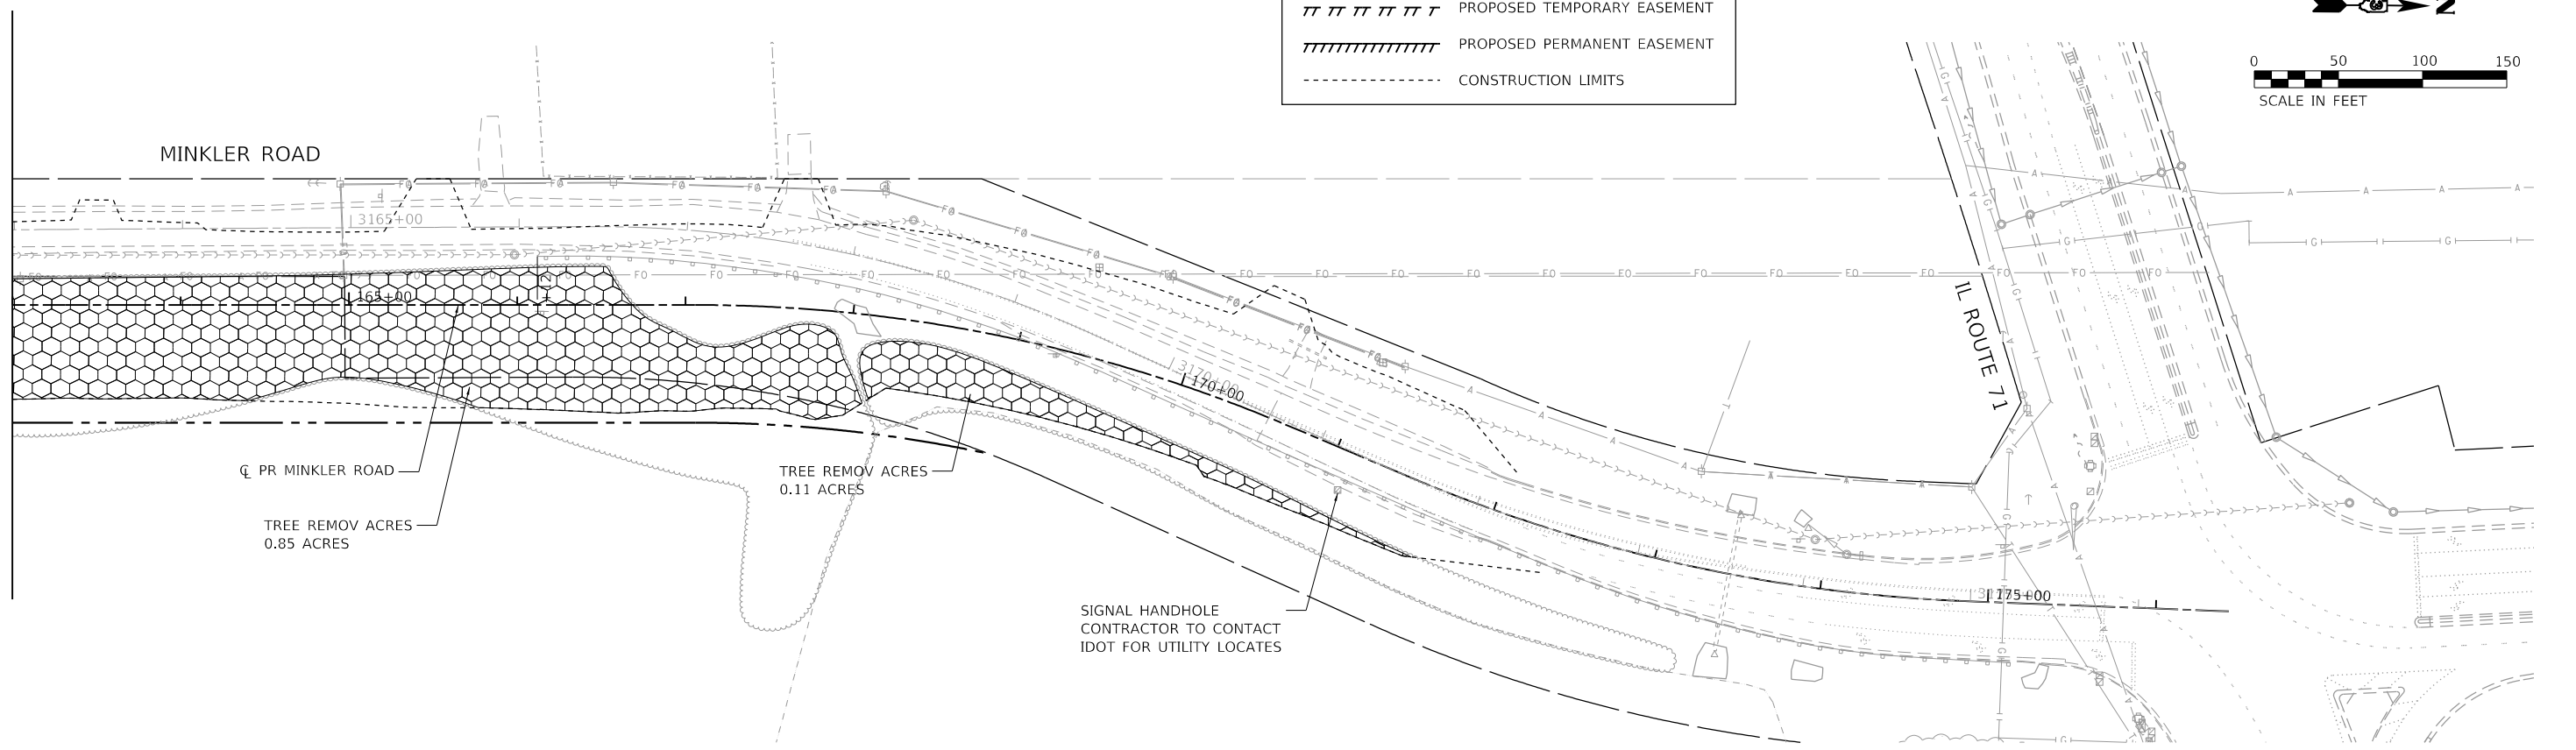 PROPOSED TEMPORARY EASEMENT
PROPOSED PERMANENT EASEMENT
CONSTRUCTION LIMITS
N
0 50 100 150
SCALE IN FEET
MINKLER ROAD
3165+00
165+00
IL ROUTE 71
3170+00
170+00
℄ PR MINKLER ROAD
TREE REMOV ACRES
0.85 ACRES
TREE REMOV ACRES
0.11 ACRES
SIGNAL HANDHOLE
CONTRACTOR TO CONTACT
IDOT FOR UTILITY LOCATES
175+00